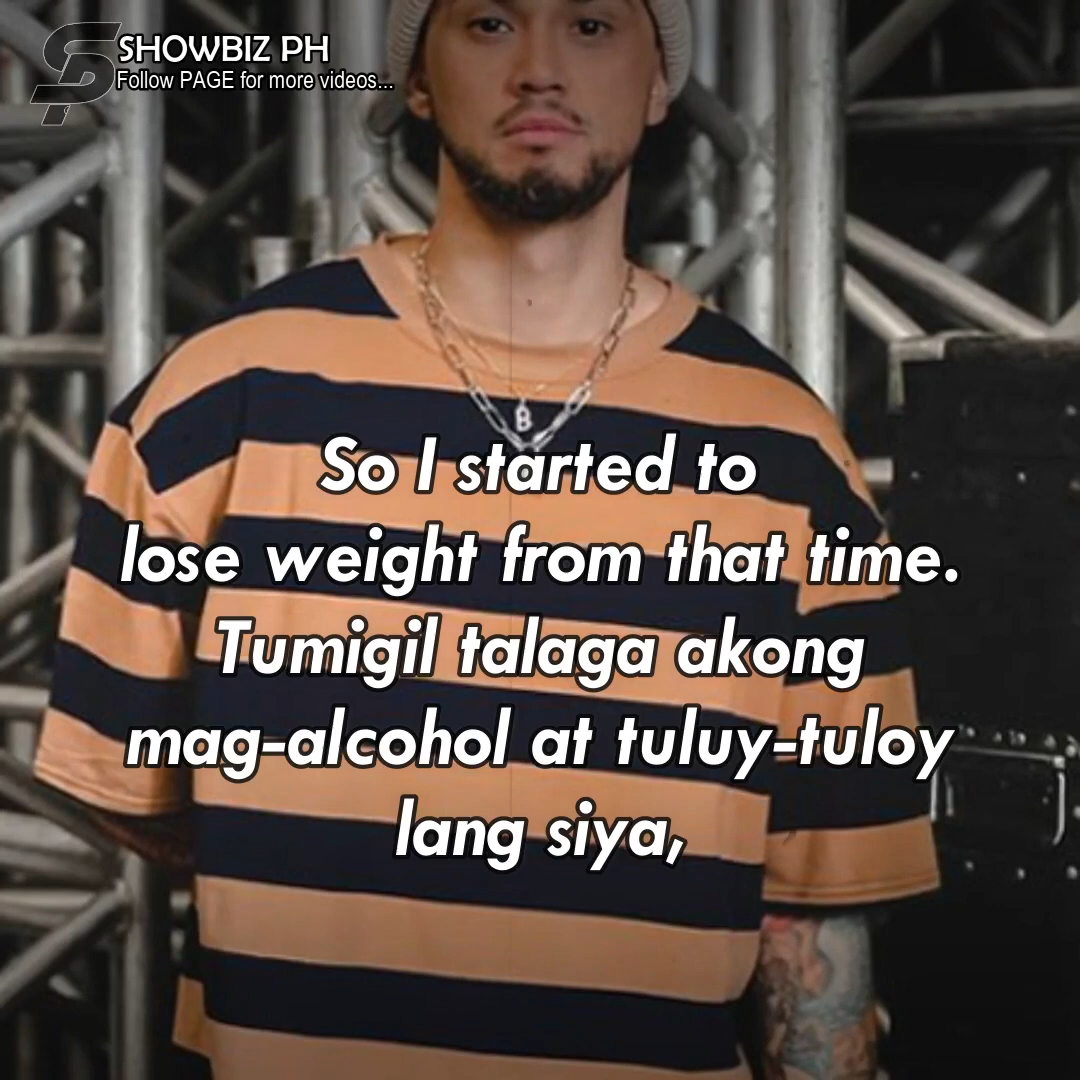 SHOWBIZ PH
Follow PAGE for more videos...
B
So I started to
lose weight from that time.
Tumigil talaga akong
mag-alcohol at tuluy-tuloy
lang siya,